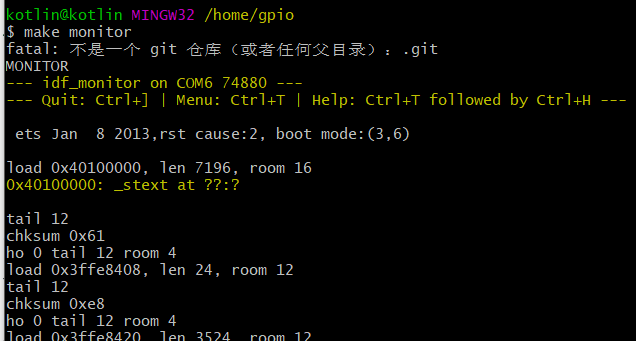 kotlin@kotlin MINGW32 /home/gpio
$ make monitor
fatal: 不是一个 git 仓库（或者任何父目录）：.git
MONITOR
--- idf_monitor on COM6 74880 ---
--- Quit: Ctrl+] | Menu: Ctrl+T | Help: Ctrl+T followed by Ctrl+H ---
ets Jan  8 2013,rst cause:2, boot mode:(3,6)
load 0x40100000, len 7196, room 16
0x40100000: _stext at ??:?
tail 12
chksum 0x61
ho 0 tail 12 room 4
load 0x3ffe8408, len 24, room 12
tail 12
chksum 0xe8
ho 0 tail 12 room 4
load 0x3ffe8420, len 3524, room 12